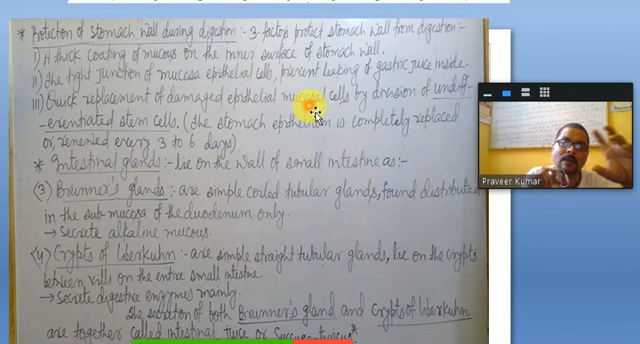 * Protection of Stomach wall during digestion :- 3 factors protect stomach wall from digestion:-
i) A thick coating of mucous on the inner surface of stomach wall.
ii) The tight junction of mucosa epithelial cells, prevent leaking of gastric juice inside.
iii) Quick replacement of damaged epithelial mucosal cells by division of undiff-
-erentiated stem cells. (The stomach epithelium is completely replaced
or renewed every 3 to 6 days)
* Intestinal glands :- lie on the wall of small intestine as :-
(3) Brunner's glands :- are simple coiled tubular glands, found distribute
in the sub-mucosa of the duodenum only.
→ Secrete alkaline mucous.
(4) Crypts of liberkuhn :- are simple straight tubular glands, lie on the crypts
between villi on the entire small intestine.
→ Secrete digestive enzymes mainly.
The secretion of both Brunner's gland and Crypts of liberkuhn
are together called intestinal juice or
Praveer Kumar